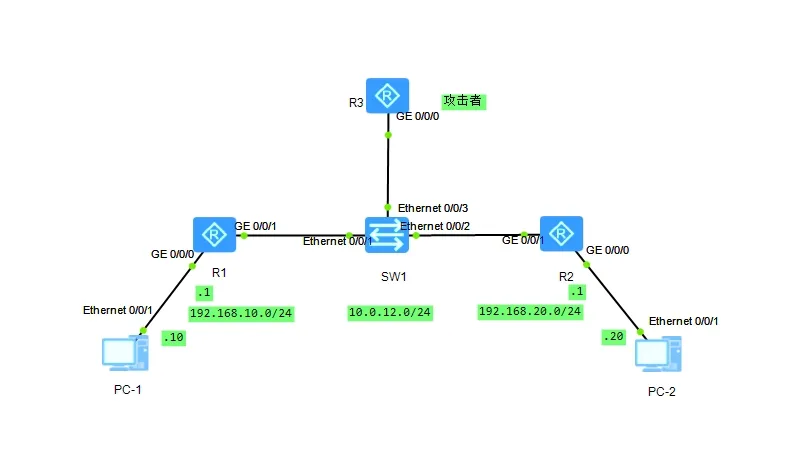 R3
攻击者
GE 0/0/0
Ethernet 0/0/3
GE 0/0/1
Ethernet 0/0/2
Ethernet 0/0/1
GE 0/0/1
GE 0/0/0
GE 0/0/0
R1
SW1
R2
.1
.1
Ethernet 0/0/1
192.168.10.0/24
10.0.12.0/24
192.168.20.0/24
Ethernet 0/0/1
.10
.20
PC-1
PC-2